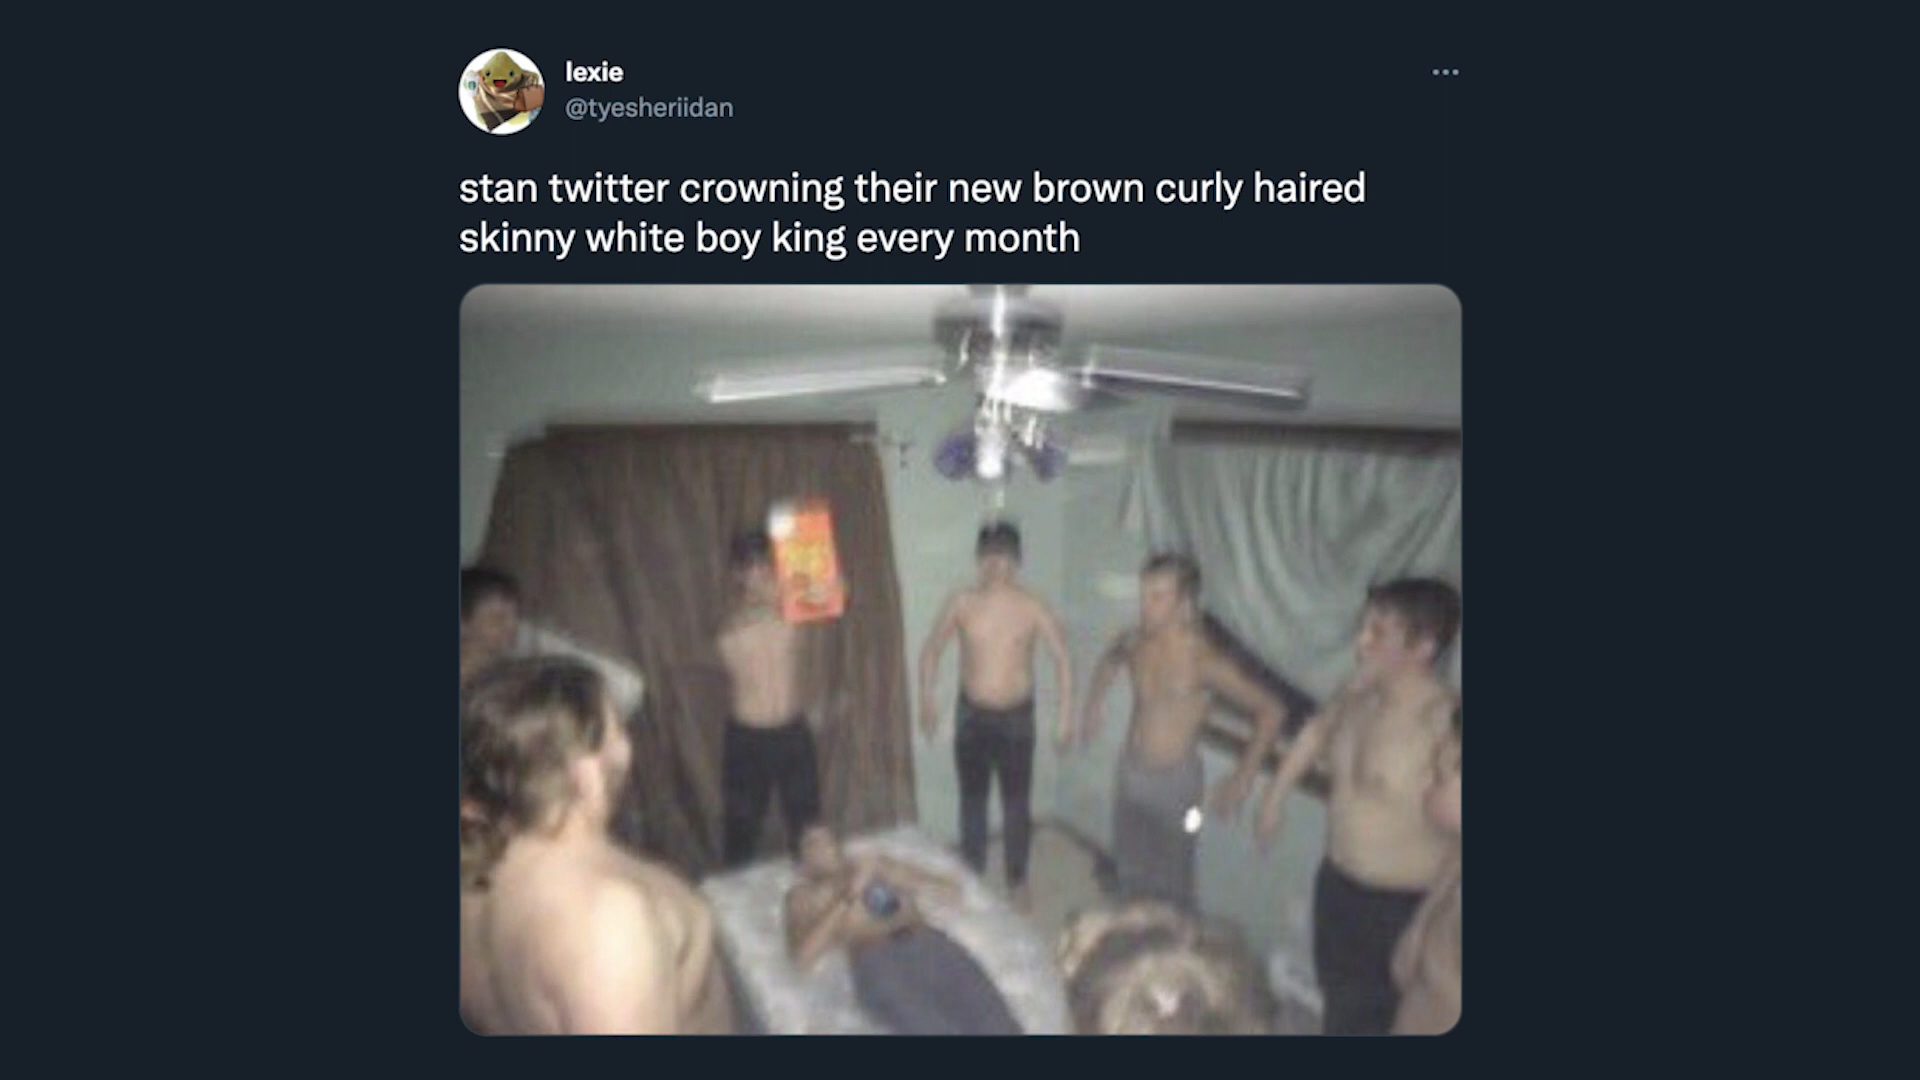 lexie
@tyesheriidan
stan twitter crowning their new brown curly haired
skinny white boy king every month